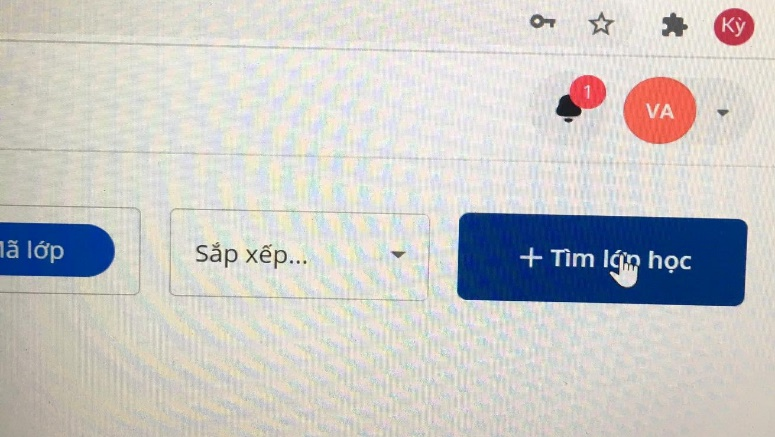 Kỳ
1
VA
ã lớp
Sắp xếp...
+ Tìm lớp học